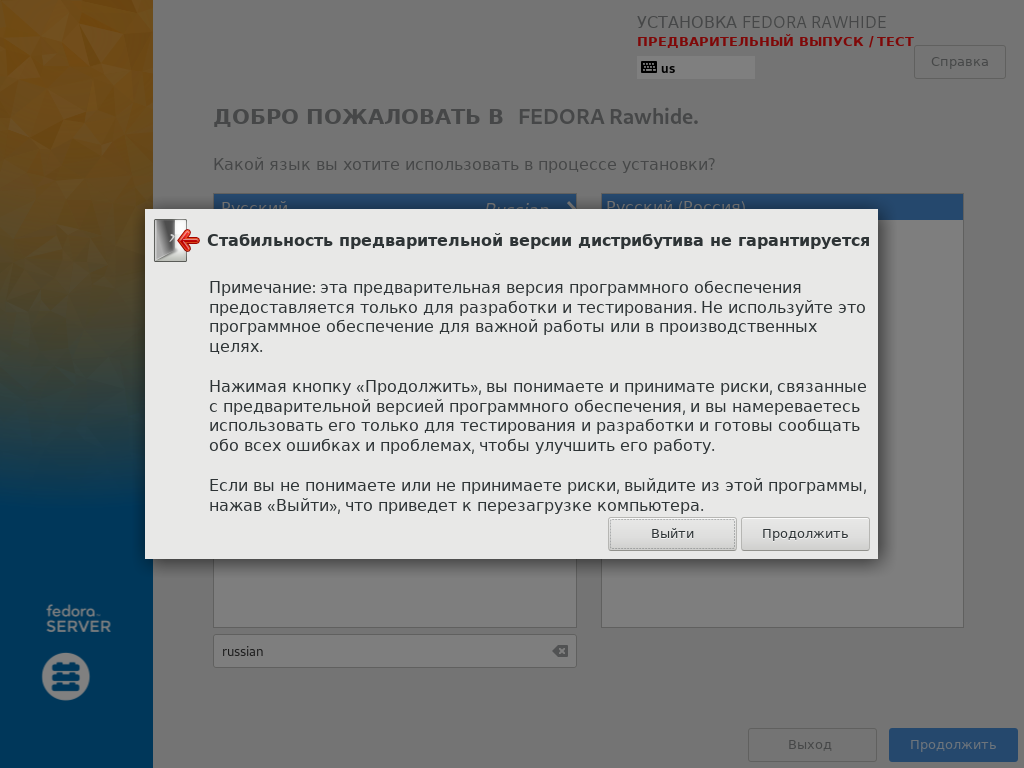 УСТАНОВКА FEDORA RAWHIDE
ПРЕДВАРИТЕЛЬНЫЙ ВЫПУСК / ТЕСТ
us
Справка
ДОБРО ПОЖАЛОВАТЬ В FEDORA Rawhide.
Какой язык вы хотите использовать в процессе установки?
Русский Russian
Русский (Россия)
Стабильность предварительной версии дистрибутива не гарантируется
Примечание: эта предварительная версия программного обеспечения
предоставляется только для разработки и тестирования. Не используйте это
программное обеспечение для важной работы или в производственных
целях.
Нажимая кнопку «Продолжить», вы понимаете и принимате риски, связанные
с предварительной версией программного обеспечения, и вы намереваетесь
использовать его только для тестирования и разработки и готовы сообщать
обо всех ошибках и проблемах, чтобы улучшить его работу.
Если вы не понимаете или не принимаете риски, выйдите из этой программы,
нажав «Выйти», что приведет к перезагрузке компьютера.
Выйти
Продолжить
fedora
SERVER
russian
Выход
Продолжить